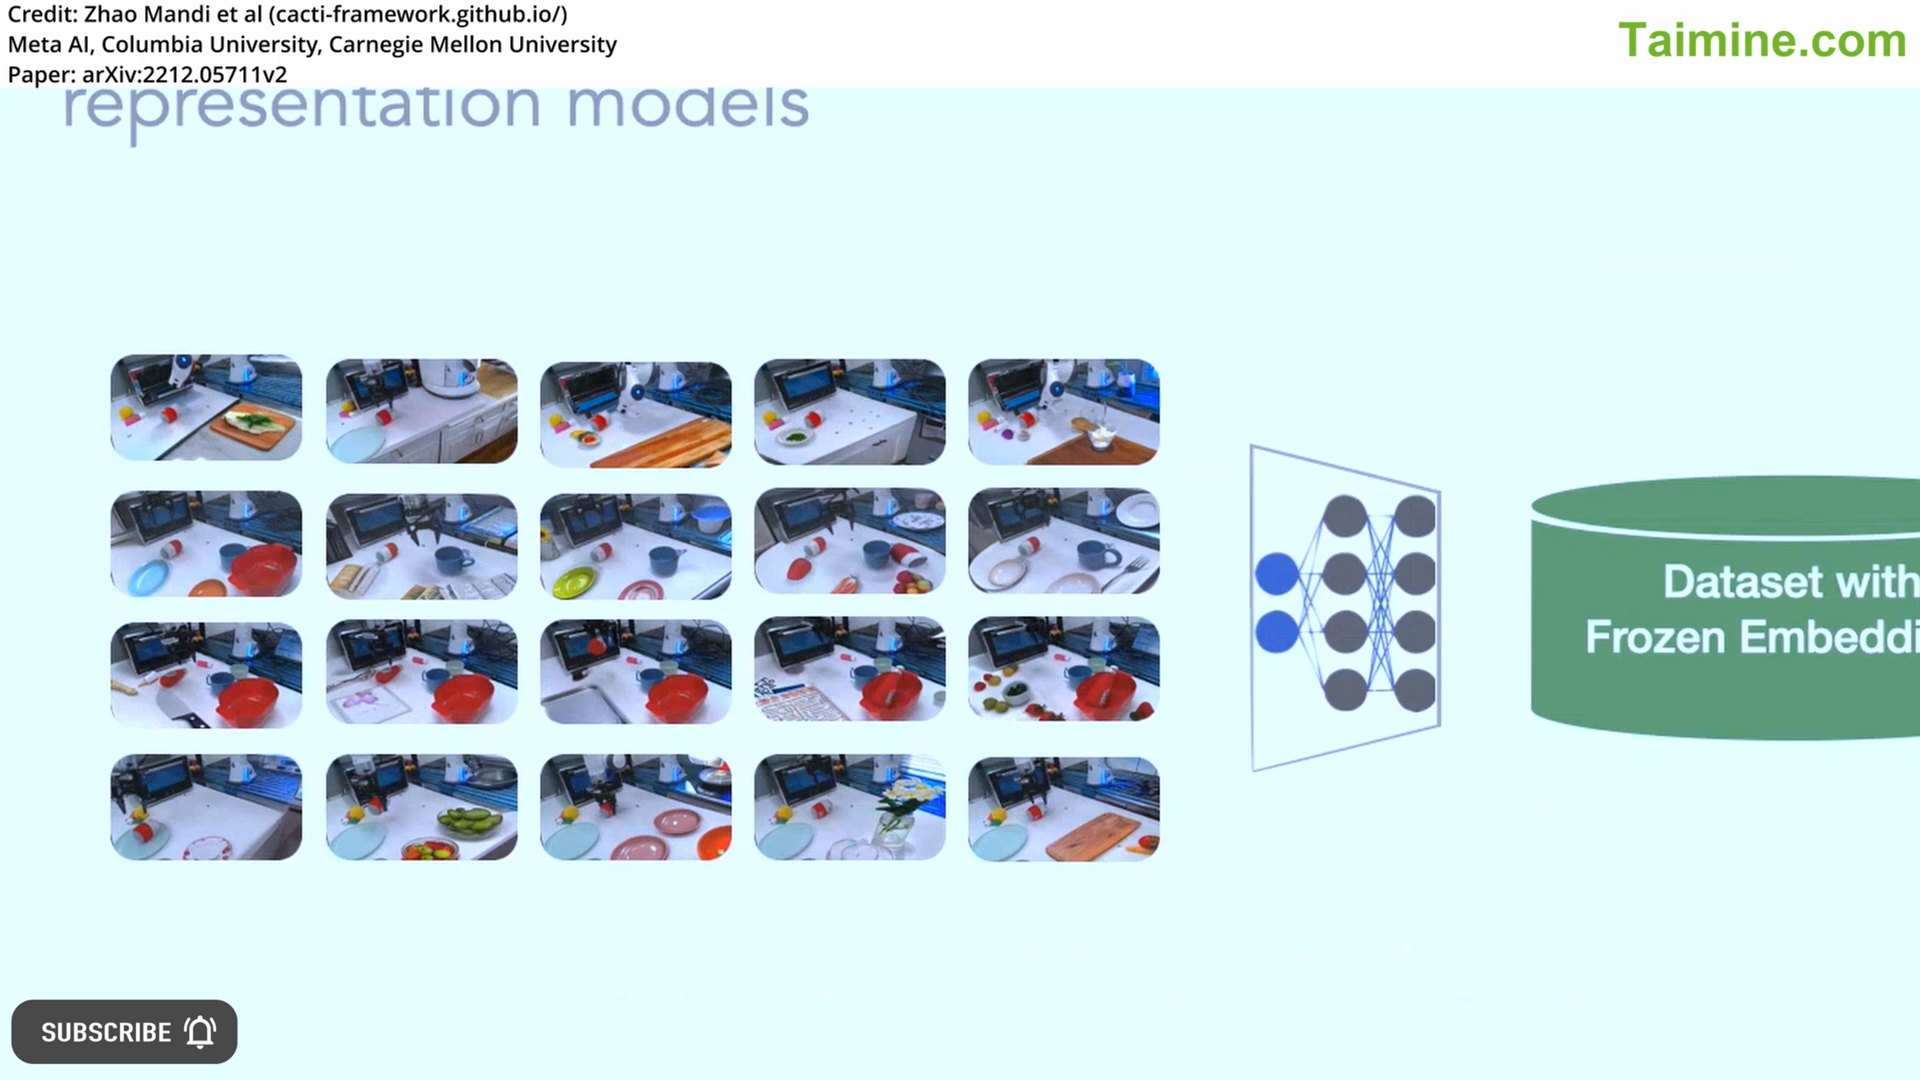 Credit: Zhao Mandi et al (cacti-framework.github.io/)
Meta AI, Columbia University, Carnegie Mellon University
Paper: arXiv:2212.05711v2
Taimine.com
representation models
Dataset with
Frozen Embeddi
SUBSCRIBE